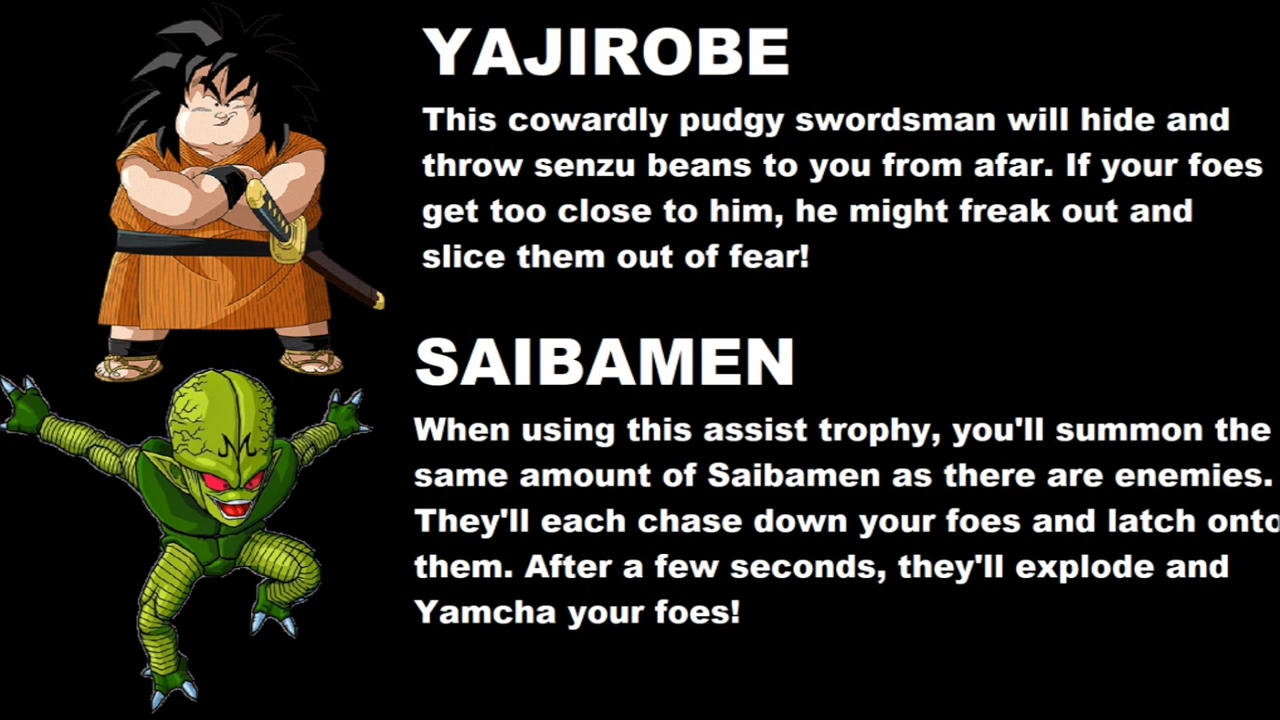 YAJIROBE
This cowardly pudgy swordsman will hide and
throw senzu beans to you from afar. If your foes
get too close to him, he might freak out and
slice them out of fear!
SAIBAMEN
When using this assist trophy, you'll summon the
same amount of Saibamen as there are enemies.
They'll each chase down your foes and latch onto
them. After a few seconds, they'll explode and
Yamcha your foes!
M